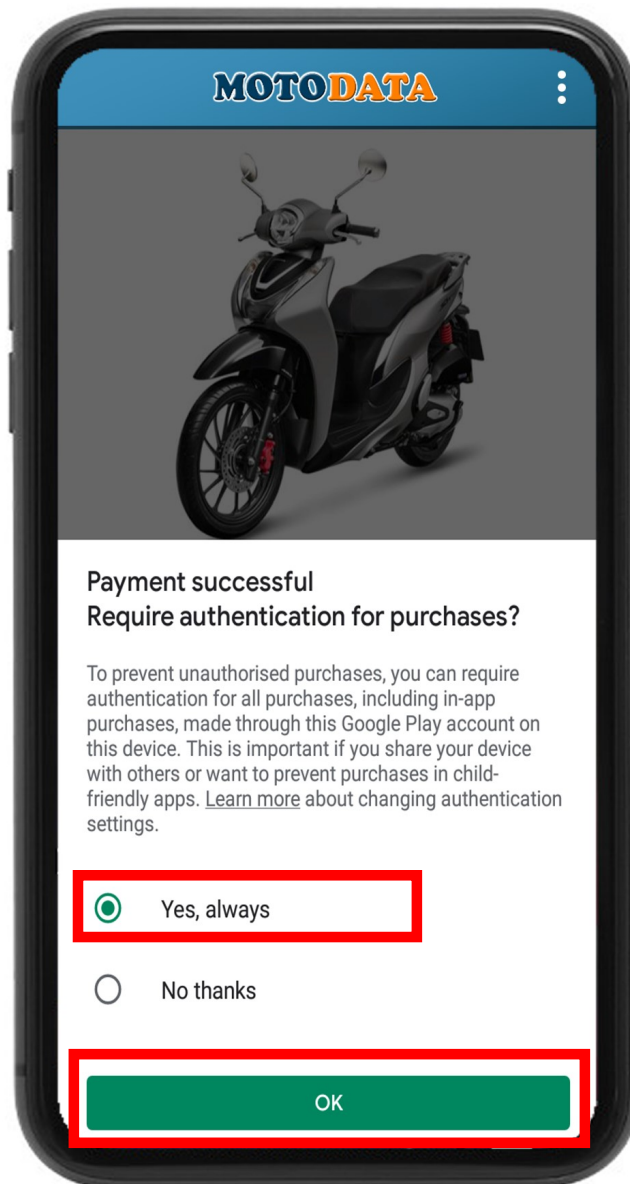 MOTODATA
Payment successful
Require authentication for purchases?
To prevent unauthorised purchases, you can require
authentication for all purchases, including in-app
purchases, made through this Google Play account on
this device. This is important if you share your device
with others or want to prevent purchases in child-
friendly apps. Learn more about changing authentication
settings.
Yes, always
No thanks
OK